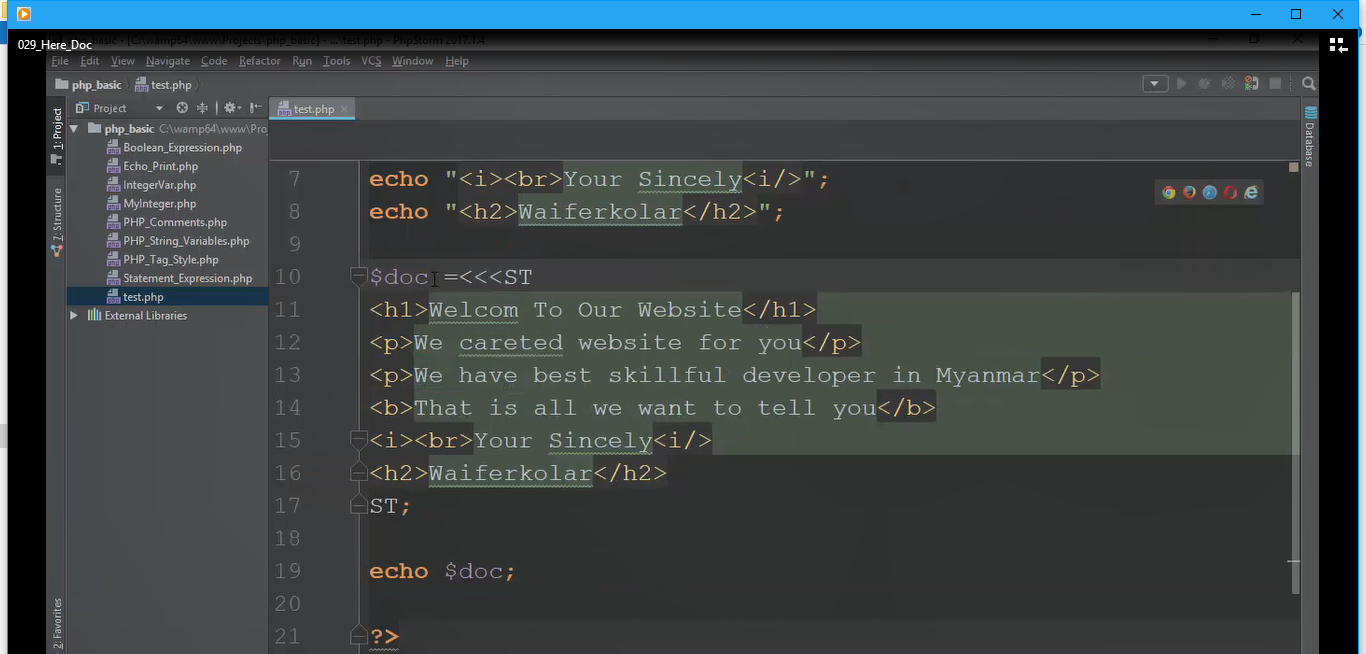 029_Here_Doc
php_basic - [C:\wamp64\www\Projects\php_basic] - ...\test.php - PhpStorm 2017.1.4
File Edit View Navigate Code Refactor Run Tools VCS Window Help
php_basic test.php
1: Project
Project
test.php
php_basic C:\wamp64\www\Pro
Boolean_Expression.php
Echo_Print.php
IntegerVar.php
MyInteger.php
PHP_Comments.php
PHP_String_Variables.php
PHP_Tag_Style.php
Statement_Expression.php
test.php
External Libraries
Z: Structure
2: Favorites
Database
7 echo "<i><br>Your Sincely<i/>";
8 echo "<h2>Waiferkolar</h2>";
9
10 $doc =<<<ST
11 <h1>Welcom To Our Website</h1>
12 <p>We careted website for you</p>
13 <p>We have best skillful developer in Myanmar</p>
14 <b>That is all we want to tell you</b>
15 <i><br>Your Sincely<i/>
16 <h2>Waiferkolar</h2>
17 ST;
18
19 echo $doc;
20
21 ?>